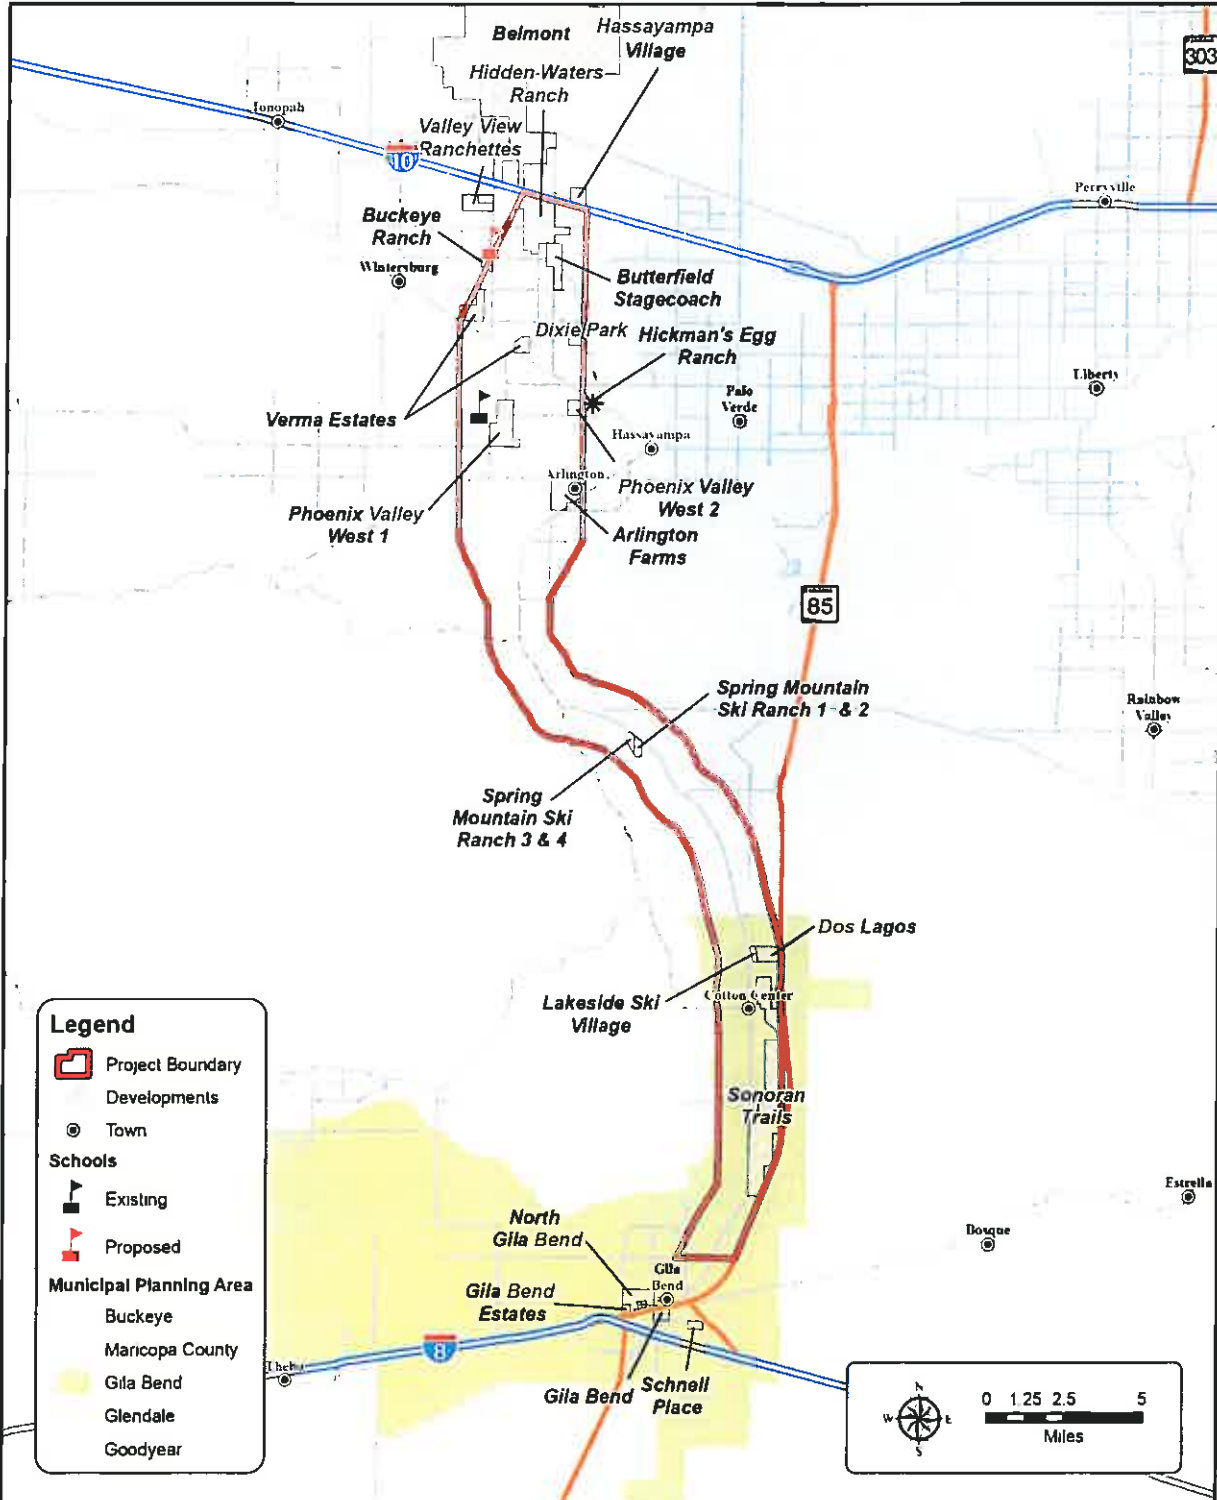 Belmont
Hassayampa
Village
303
Hidden Waters
Ranch
Tonopah
Valley View
Ranchettes
10
Perryville
Buckeye
Ranch
Wintersburg
Butterfield
Stagecoach
Dixie Park
Hickman's Egg
Ranch
Liberty
Palo
Verde
Verma Estates
Hassayampa
Arlington
Phoenix Valley
West 2
Phoenix Valley
West 1
Arlington
Farms
85
Spring Mountain
Ski Ranch 1 & 2
Rainbow
Valley
Spring
Mountain Ski
Ranch 3 & 4
Dos Lagos
Lakeside Ski
Village
Cotton Center
Sonoran
Trails
Estrella
Bosque
North
Gila Bend
Gila
Bend
Gila Bend
Estates
8
Theba
Gila Bend
Schnell
Place
Legend
Project Boundary
Developments
Town
Schools
Existing
Proposed
Municipal Planning Area
Buckeye
Maricopa County
Gila Bend
Glendale
Goodyear
N
W E
S
0 1.25 2.5 5
Miles